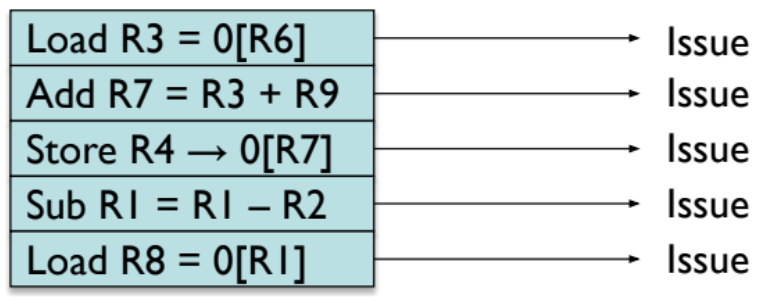 Load R3 = 0[R6] Issue
Add R7 = R3 + R9 Issue
Store R4 → 0[R7] Issue
Sub R1 = R1 – R2 Issue
Load R8 = 0[R1] Issue